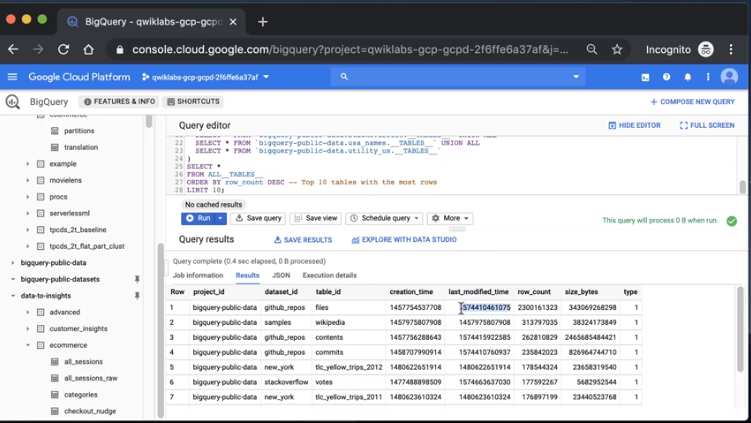 BigQuery - qwiklabs-gcp-gcpd
console.cloud.google.com/bigquery?project=qwiklabs-gcp-gcpd-2f6ffe6a37af&j=...
Incognito
Google Cloud Platform
qwiklabs-gcp-gcpd-2f6ffe6a37af
BigQuery
FEATURES & INFO
SHORTCUTS
+ COMPOSE NEW QUERY
ecommerce
partitions
translation
example
movielens
procs
serverlessml
tpcds_2t_baseline
tpcds_2t_flat_part_clust
bigquery-public-data
bigquery-public-datasets
data-to-insights
advanced
customer_insights
ecommerce
all_sessions
all_sessions_raw
categories
checkout_nudge
Query editor
HIDE EDITOR
FULL SCREEN
22 SELECT * FROM `bigquery-public-data.usa_names.__TABLES__` UNION ALL
23 SELECT * FROM `bigquery-public-data.utility_us.__TABLES__`
24 )
25 SELECT *
26 FROM ALL__TABLES__
27 ORDER BY row_count DESC -- Top 10 tables with the most rows
28 LIMIT 10;
No cached results
Run
Save query
Save view
Schedule query
More
This query will process 0 B when run.
Query results
SAVE RESULTS
EXPLORE WITH DATA STUDIO
Query complete (0.4 sec elapsed, 0 B processed)
Job information Results JSON Execution details
Row project_id dataset_id table_id creation_time last_modified_time row_count size_bytes type
1 bigquery-public-data github_repos files 1457754537708 1574410461075 2300161323 343069268298 1
2 bigquery-public-data samples wikipedia 1457975807908 1457975807908 313797035 38324173849 1
3 bigquery-public-data github_repos contents 1457756288643 1574415922585 262810829 2465685484421 1
4 bigquery-public-data github_repos commits 1458707990914 1574410760937 235842023 826964744710 1
5 bigquery-public-data new_york tlc_yellow_trips_2012 1480622651914 1480622651914 178544324 23658319540 1
6 bigquery-public-data stackoverflow votes 1477488898509 1574663637030 177592267 5682952544 1
7 bigquery-public-data new_york tlc_yellow_trips_2011 1480623610324 1480623610324 176897199 23440523768 1